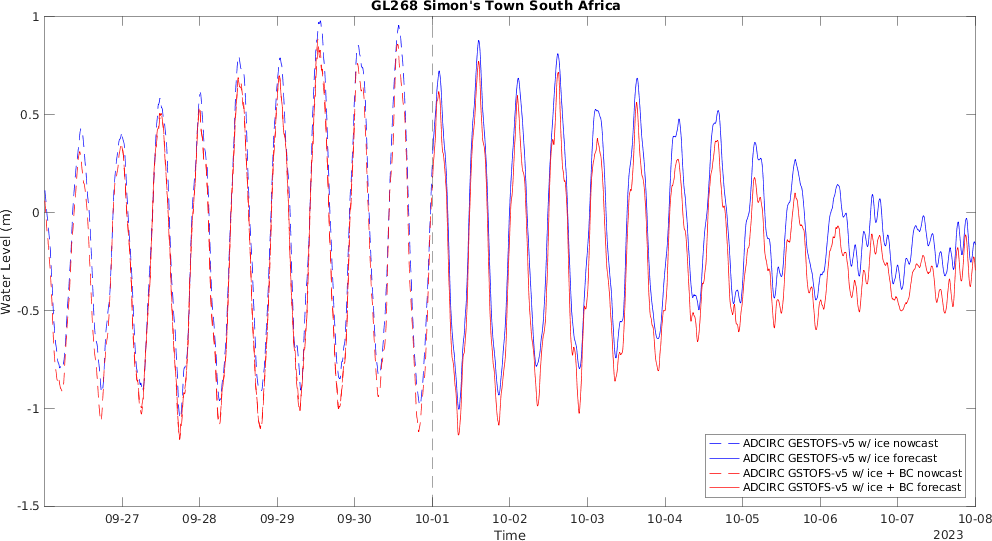 GL268 Simon's Town South Africa
1
0.5
0
-0.5
-1
-1.5
Water Level (m)
ADCIRC GESTOFS-v5 w/ ice nowcast
ADCIRC GESTOFS-v5 w/ ice forecast
ADCIRC GSTOFS-v5 w/ ice + BC nowcast
ADCIRC GSTOFS-v5 w/ ice + BC forecast
09-27 09-28 09-29 09-30 10-01 10-02 10-03 10-04 10-05 10-06 10-07 10-08
Time
2023